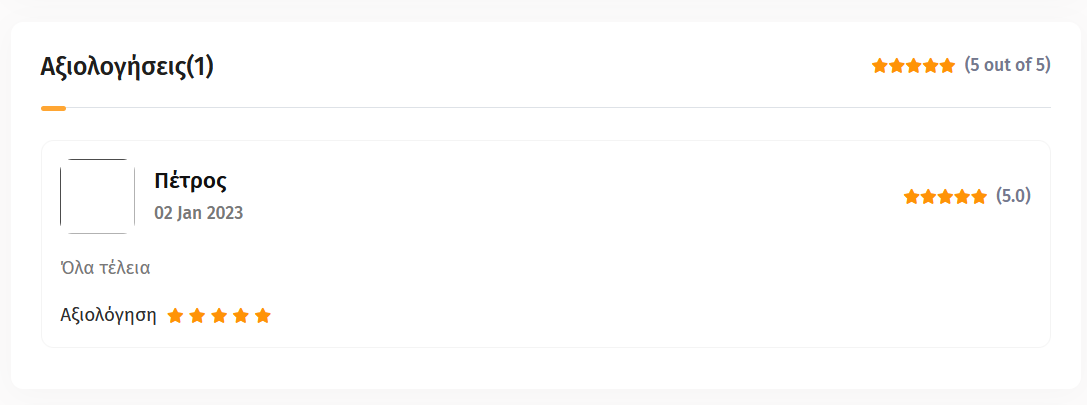 Αξιολογήσεις(1)
(5 out of 5)
Πέτρος
02 Jan 2023
(5.0)
Όλα τέλεια
Αξιολόγηση